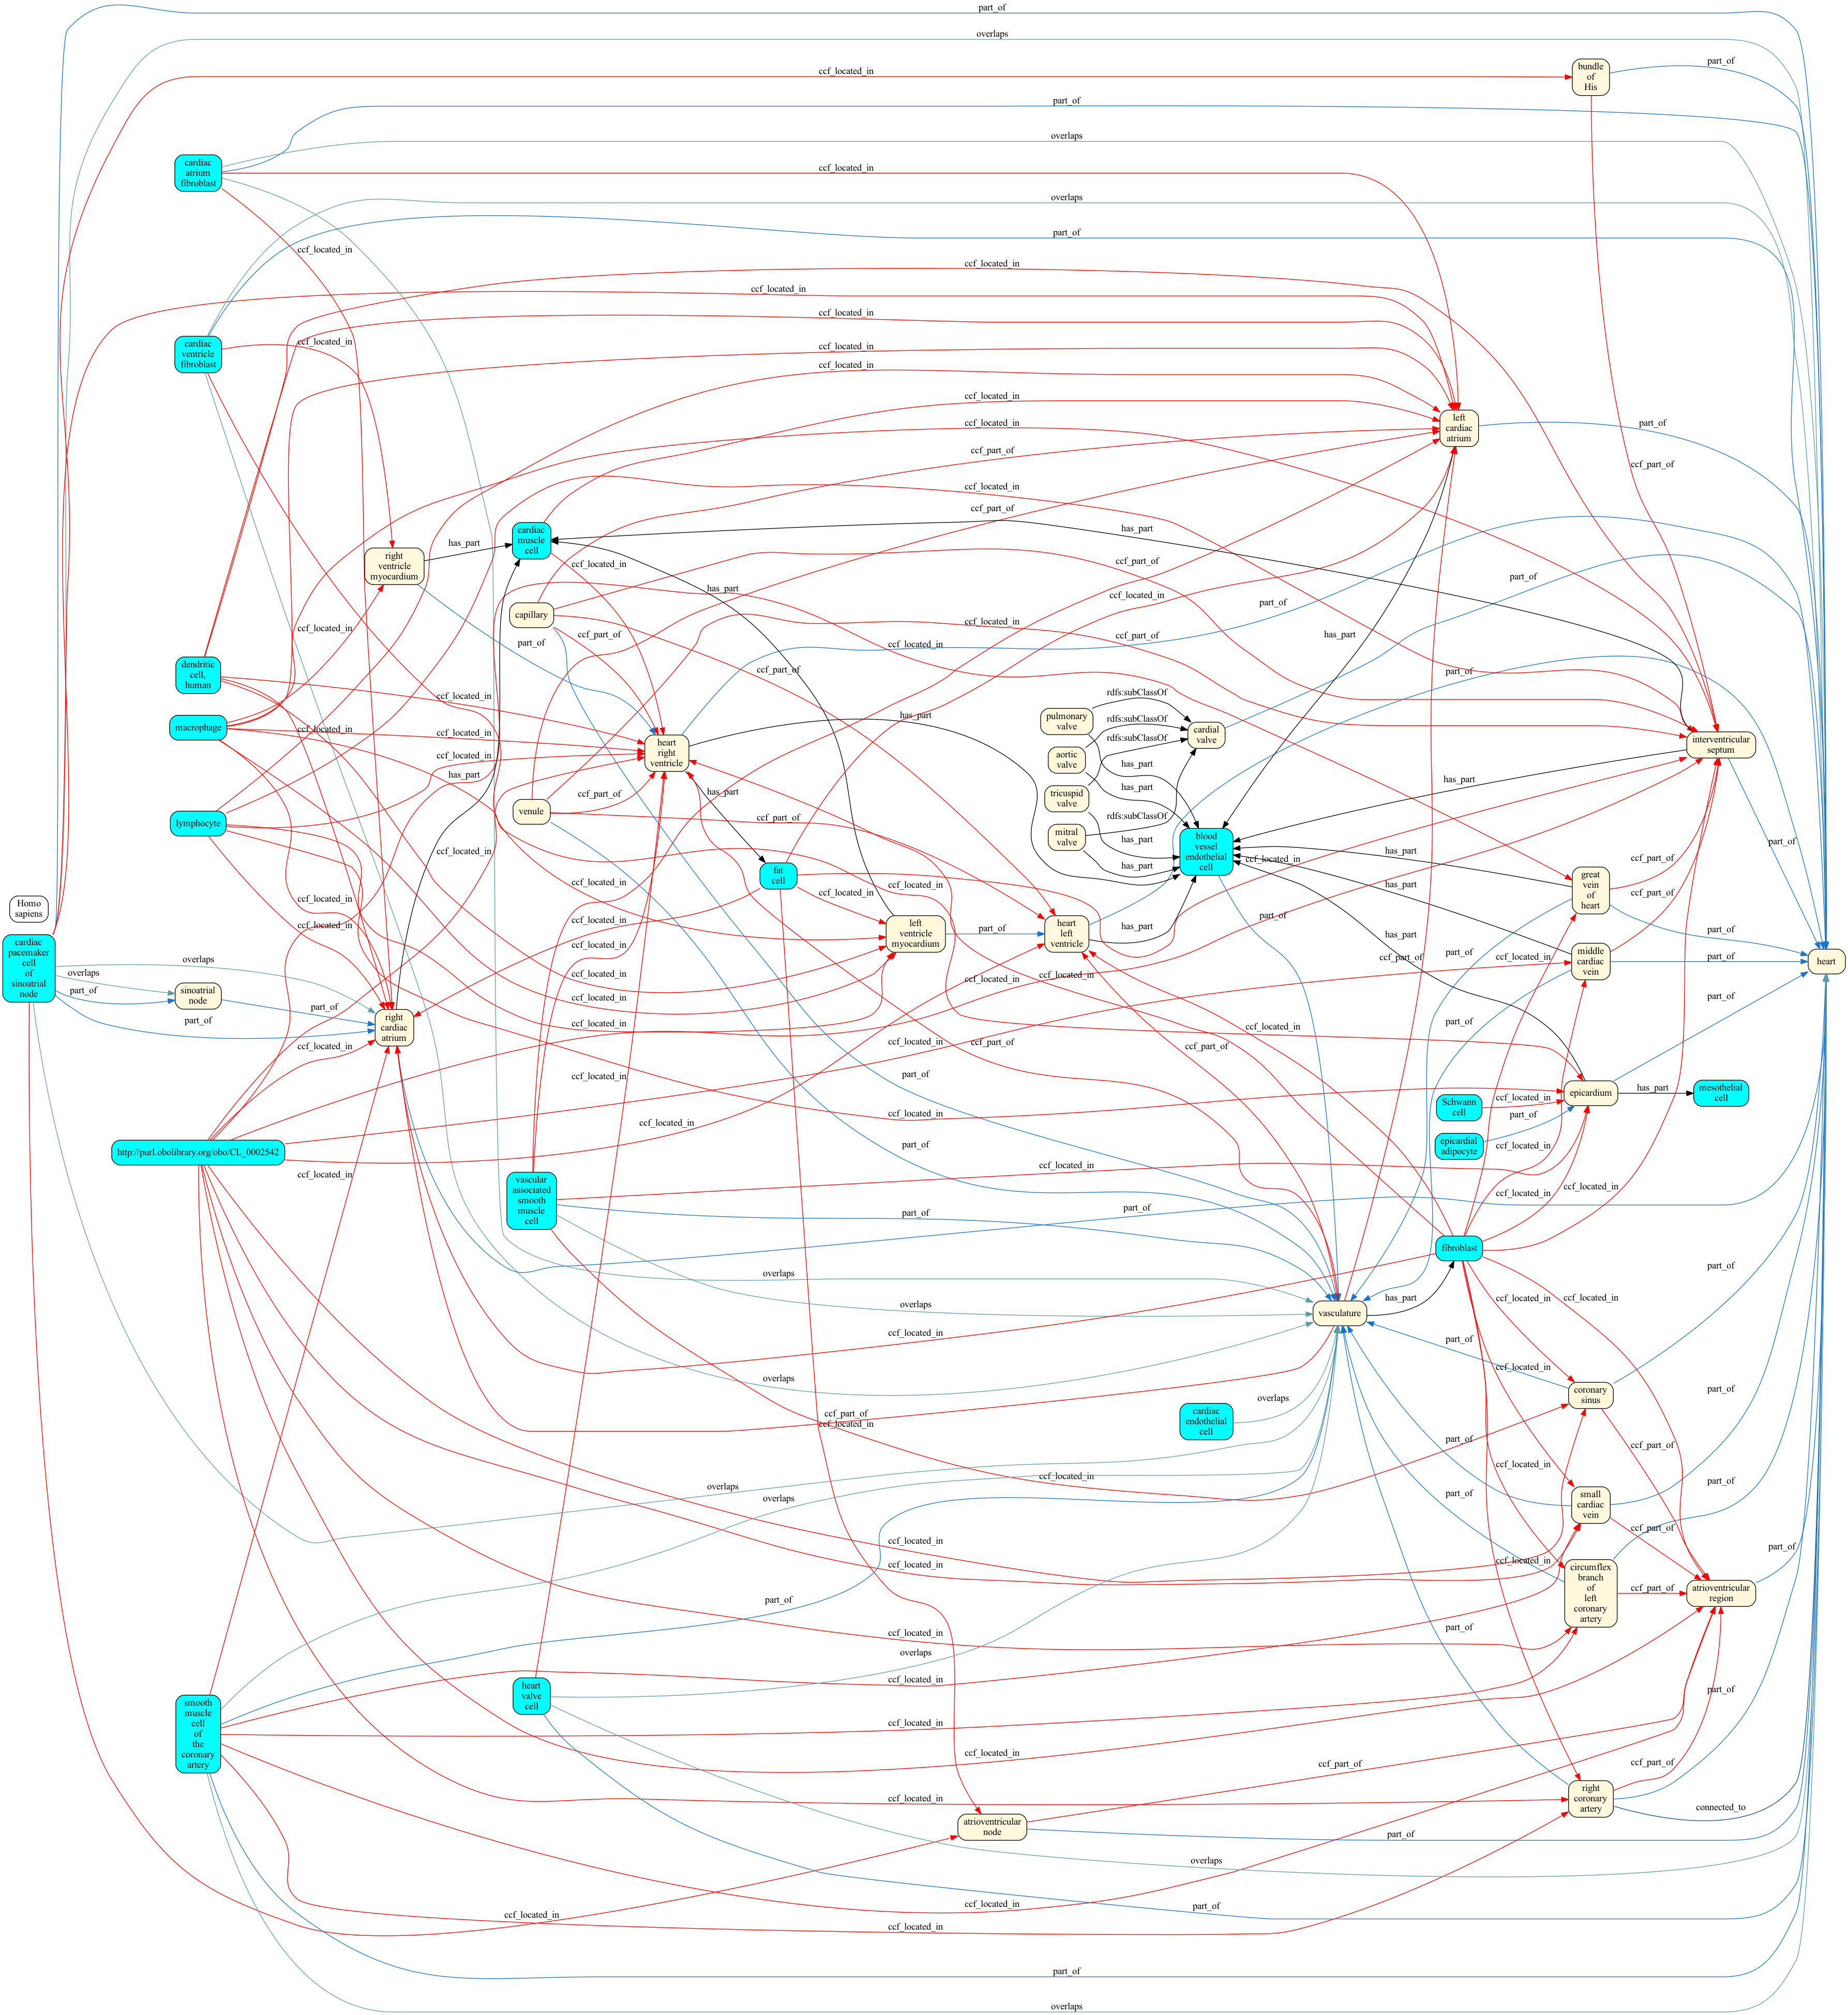 part_of
overlaps
ccf_located_in
bundle
of
His
part_of
part_of
overlaps
cardiac
atrium
fibroblast
ccf_located_in
overlaps
part_of
ccf_located_in
ccf_located_in
ccf_located_in
ccf_located_in
cardiac
ventricle
fibroblast
ccf_located_in
ccf_located_in
ccf_located_in
ccf_located_in
left
cardiac
atrium
part_of
ccf_located_in
ccf_part_of
ccf_part_of
ccf_located_in
ccf_part_of
cardiac
muscle
cell
has_part
has_part
right
ventricle
myocardium
ccf_located_in
ccf_part_of
part_of
has_part
ccf_located_in
capillary
part_of
ccf_located_in
ccf_located_in
ccf_part_of
ccf_part_of
has_part
part_of
ccf_located_in
dendritic
cell,
human
ccf_part_of
part_of
ccf_located_in
rdfs:subClassOf
pulmonary
valve
has_part
macrophage
ccf_located_in
ccf_located_in
rdfs:subClassOf
cardial
valve
heart
right
ventricle
interventricular
septum
aortic
valve
rdfs:subClassOf
ccf_located_in
has_part
has_part
has_part
has_part
has_part
tricuspid
valve
venule
ccf_part_of
ccf_part_of
rdfs:subClassOf
lymphocyte
mitral
valve
has_part
blood
vessel
endothelial
cell
part_of
has_part
ccf_located_in
ccf_located_in
ccf_part_of
has_part
fat
cell
ccf_located_in
ccf_located_in
great
vein
of
heart
has_part
ccf_part_of
Homo
sapiens
ccf_located_in
ccf_located_in
part_of
left
ventricle
myocardium
heart
left
ventricle
has_part
part_of
part_of
has_part
cardiac
pacemaker
cell
of
sinoatrial
node
overlaps
overlaps
part_of
part_of
ccf_part_of
ccf_located_in
middle
cardiac
vein
part_of
heart
sinoatrial
node
ccf_located_in
ccf_located_in
part_of
part_of
part_of
right
cardiac
atrium
ccf_located_in
ccf_located_in
ccf_located_in
ccf_part_of
ccf_part_of
ccf_located_in
part_of
ccf_located_in
part_of
epicardium
has_part
mesothelial
cell
Schwann
cell
ccf_located_in
part_of
ccf_located_in
ccf_located_in
epicardial
adipocyte
http://purl.obolibrary.org/obo/CL_0002542
part_of
ccf_located_in
ccf_located_in
ccf_located_in
ccf_located_in
ccf_located_in
vascular
associated
smooth
muscle
cell
part_of
part_of
fibroblast
part_of
overlaps
has_part
ccf_located_in
ccf_located_in
vasculature
overlaps
ccf_located_in
part_of
ccf_located_in
overlaps
overlaps
coronary
sinus
ccf_part_of
ccf_located_in
cardiac
endothelial
cell
part_of
part_of
ccf_part_of
ccf_located_in
ccf_located_in
overlaps
part_of
overlaps
small
cardiac
vein
ccf_part_of
ccf_located_in
part_of
part_of
ccf_located_in
ccf_located_in
circumflex
branch
of
left
coronary
artery
ccf_part_of
atrioventricular
region
part_of
part_of
ccf_located_in
part_of
overlaps
ccf_located_in
part_of
heart
valve
cell
smooth
muscle
cell
of
the
coronary
artery
ccf_located_in
ccf_located_in
ccf_part_of
ccf_part_of
ccf_located_in
right
coronary
artery
connected_to
atrioventricular
node
part_of
overlaps
ccf_located_in
part_of
ccf_located_in
ccf_located_in
part_of
overlaps